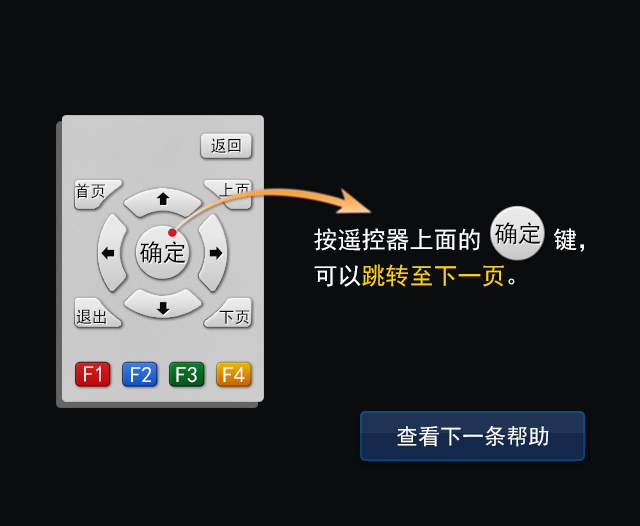 返回
首页
上页
确定
退出
下页
F1
F2
F3
F4
按遥控器上面的 确定 键，
可以跳转至下一页。
查看下一条帮助